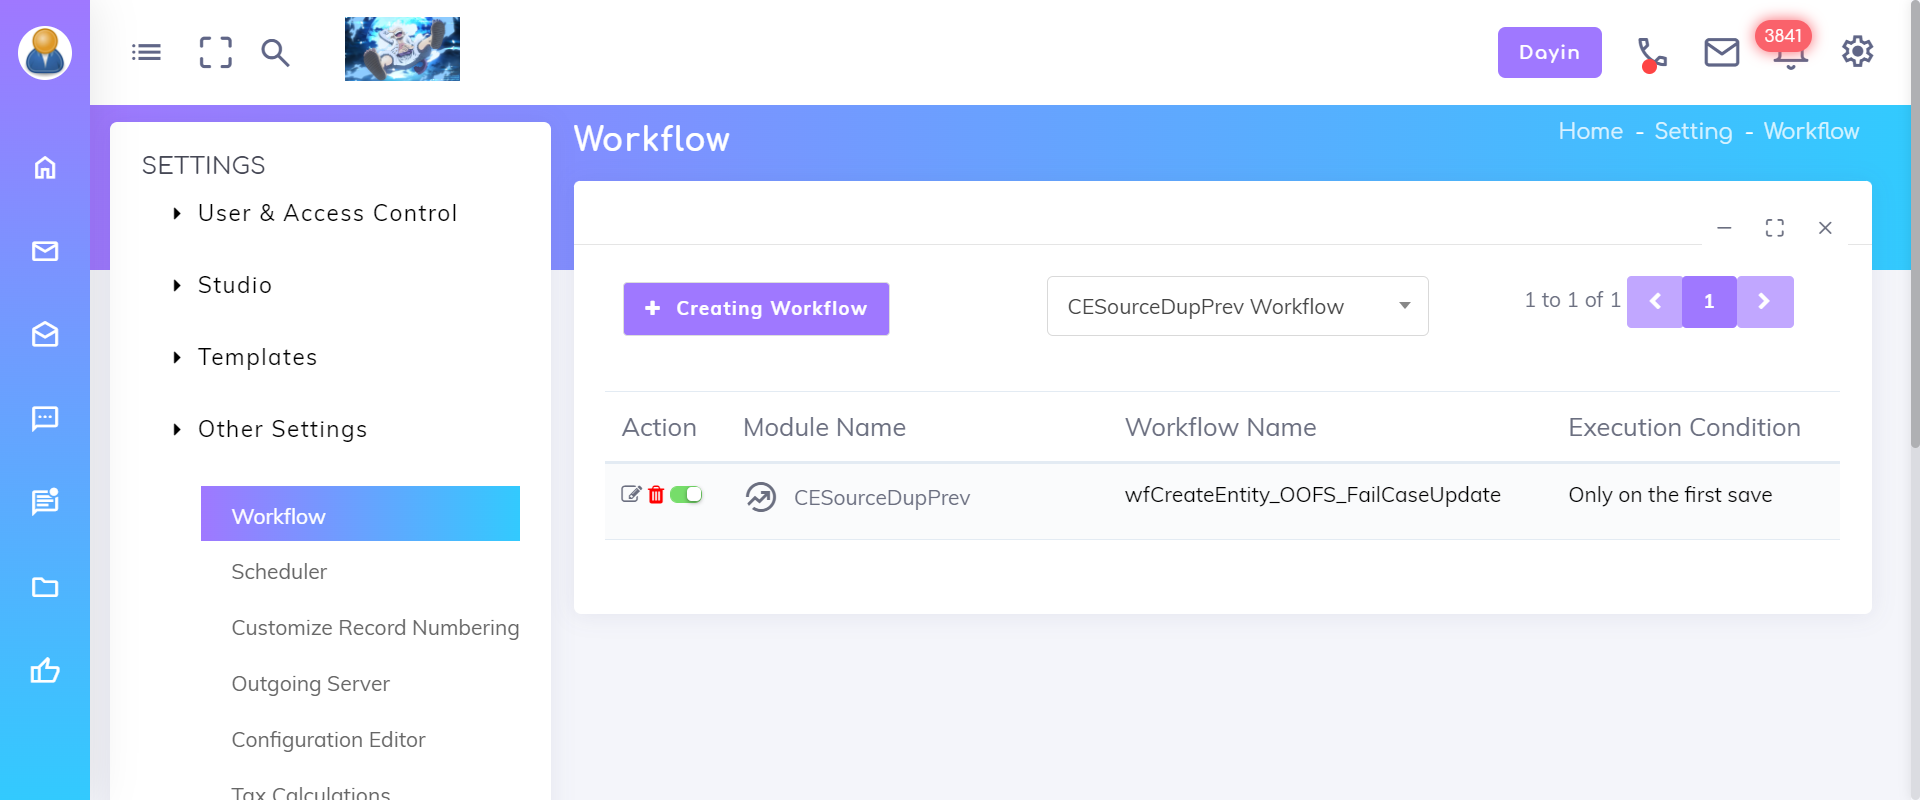 Dayin
3841
SETTINGS
User & Access Control
Studio
Templates
Other Settings
Workflow
Scheduler
Customize Record Numbering
Outgoing Server
Configuration Editor
Tax Calculations
Workflow
Home - Setting - Workflow
+ Creating Workflow
CESourceDupPrev Workflow
1 to 1 of 1
1
Action Module Name Workflow Name Execution Condition
CESourceDupPrev wfCreateEntity_OOFS_FailCaseUpdate Only on the first save